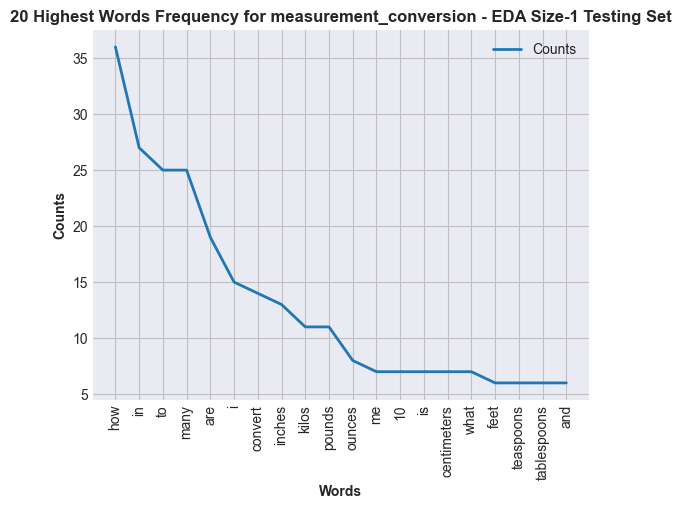 20 Highest Words Frequency for measurement_conversion - EDA Size-1 Testing Set
Counts
35
30
25
20
15
10
5
Counts
how
in
to
many
are
i
convert
inches
kilos
pounds
ounces
me
10
is
centimeters
what
feet
teaspoons
tablespoons
and
Words